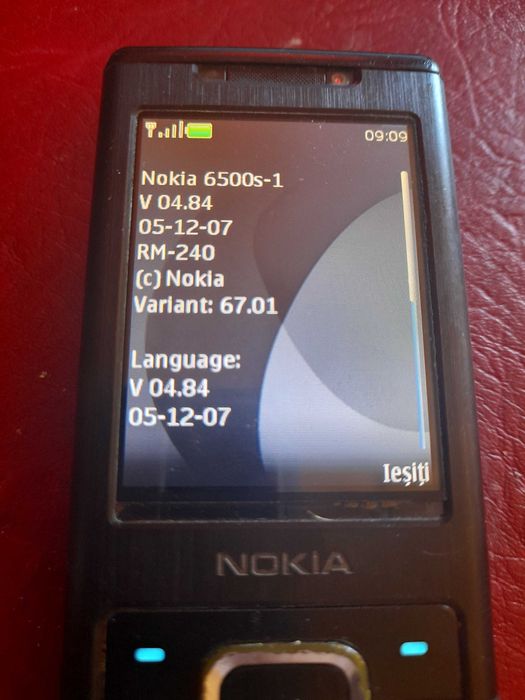 09:09
Nokia 6500s-1
V 04.84
05-12-07
RM-240
(c) Nokia
Variant: 67.01
Language:
V 04.84
05-12-07
Ieșiți
NOKIA